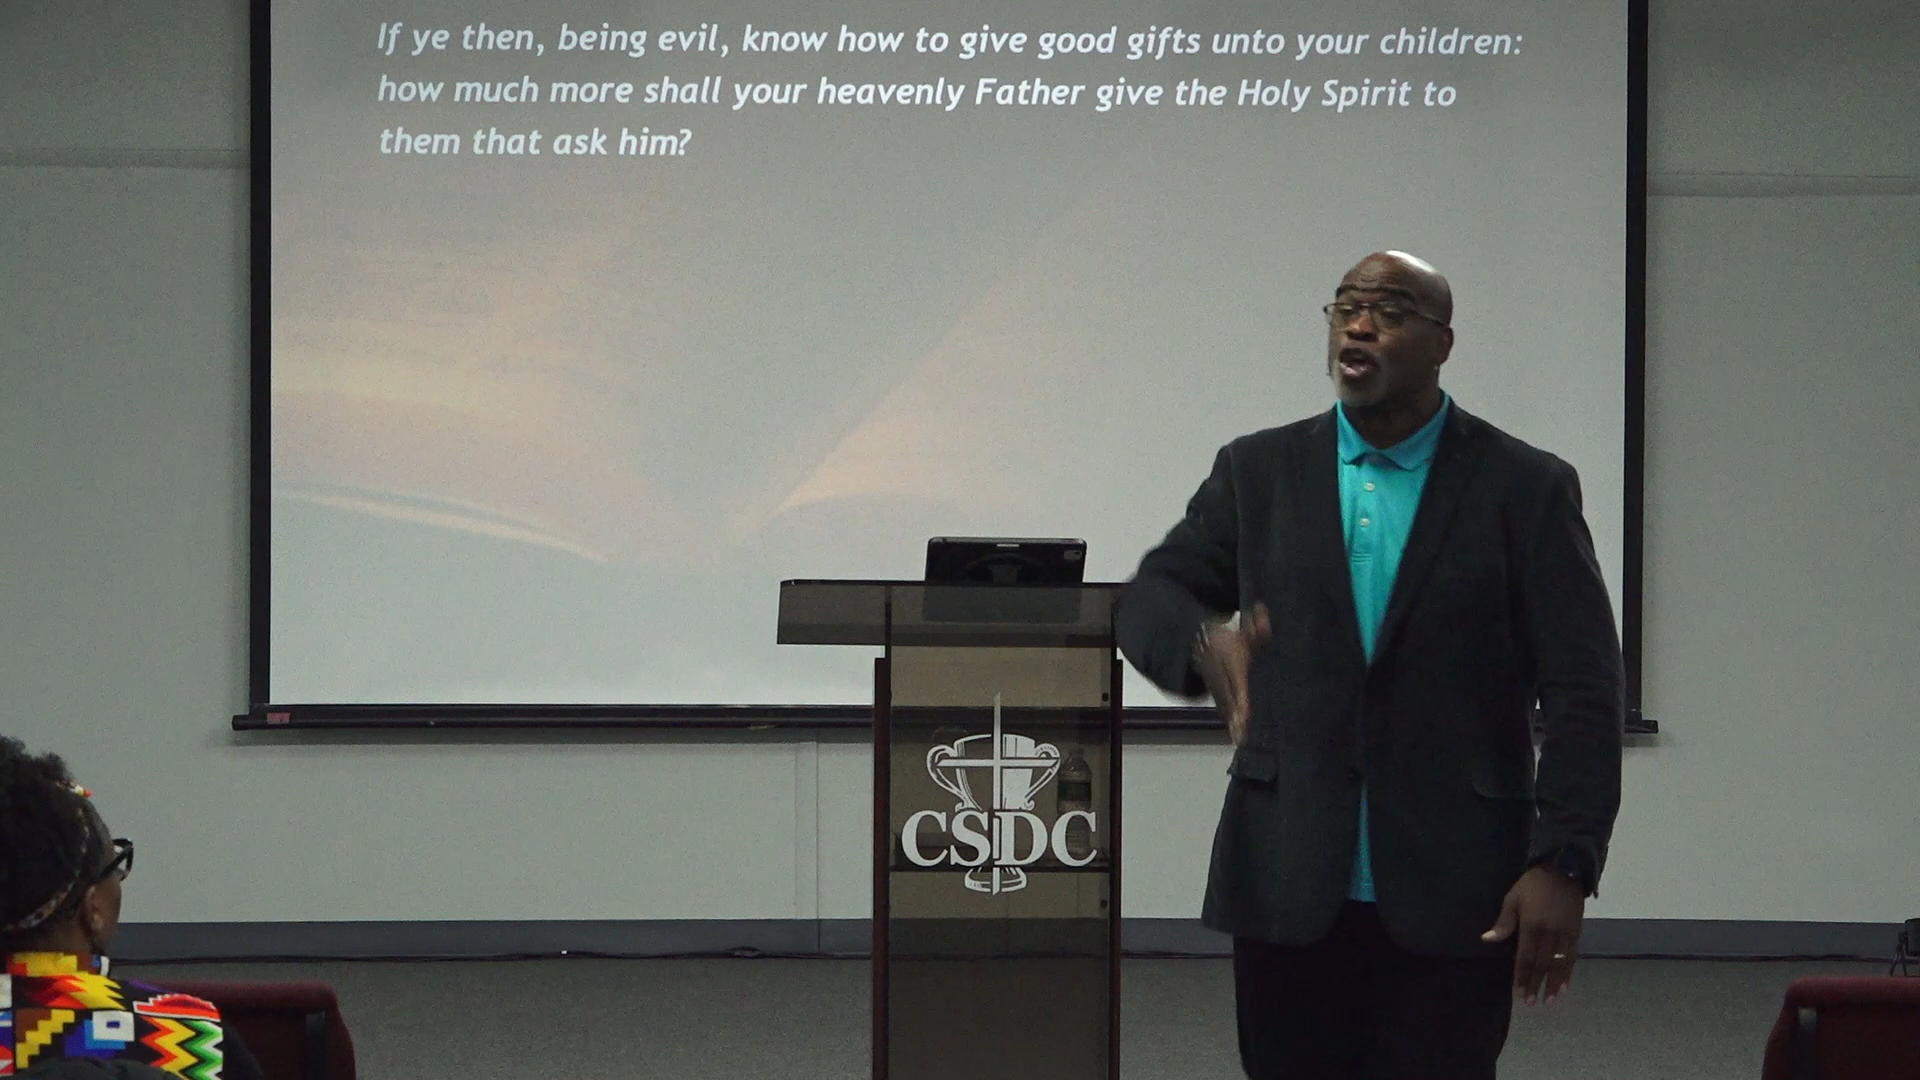 If ye then, being evil, know how to give good gifts unto your children:
how much more shall your heavenly Father give the Holy Spirit to
them that ask him?
CSDC